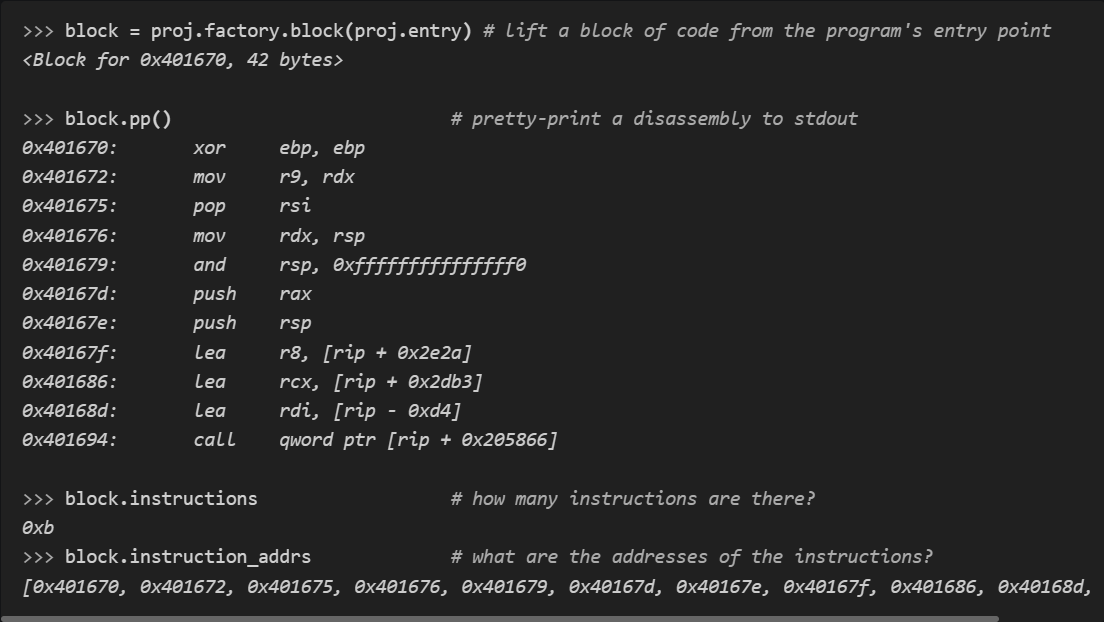 >>> block = proj.factory.block(proj.entry) # lift a block of code from the program's entry point
<Block for 0x401670, 42 bytes>
>>> block.pp() # pretty-print a disassembly to stdout
0x401670: xor ebp, ebp
0x401672: mov r9, rdx
0x401675: pop rsi
0x401676: mov rdx, rsp
0x401679: and rsp, 0xfffffffffffffff0
0x40167d: push rax
0x40167e: push rsp
0x40167f: lea r8, [rip + 0x2e2a]
0x401686: lea rcx, [rip + 0x2db3]
0x40168d: lea rdi, [rip - 0xd4]
0x401694: call qword ptr [rip + 0x205866]
>>> block.instructions # how many instructions are there?
0xb
>>> block.instruction_addrs # what are the addresses of the instructions?
[0x401670, 0x401672, 0x401675, 0x401676, 0x401679, 0x40167d, 0x40167e, 0x40167f, 0x401686, 0x40168d,